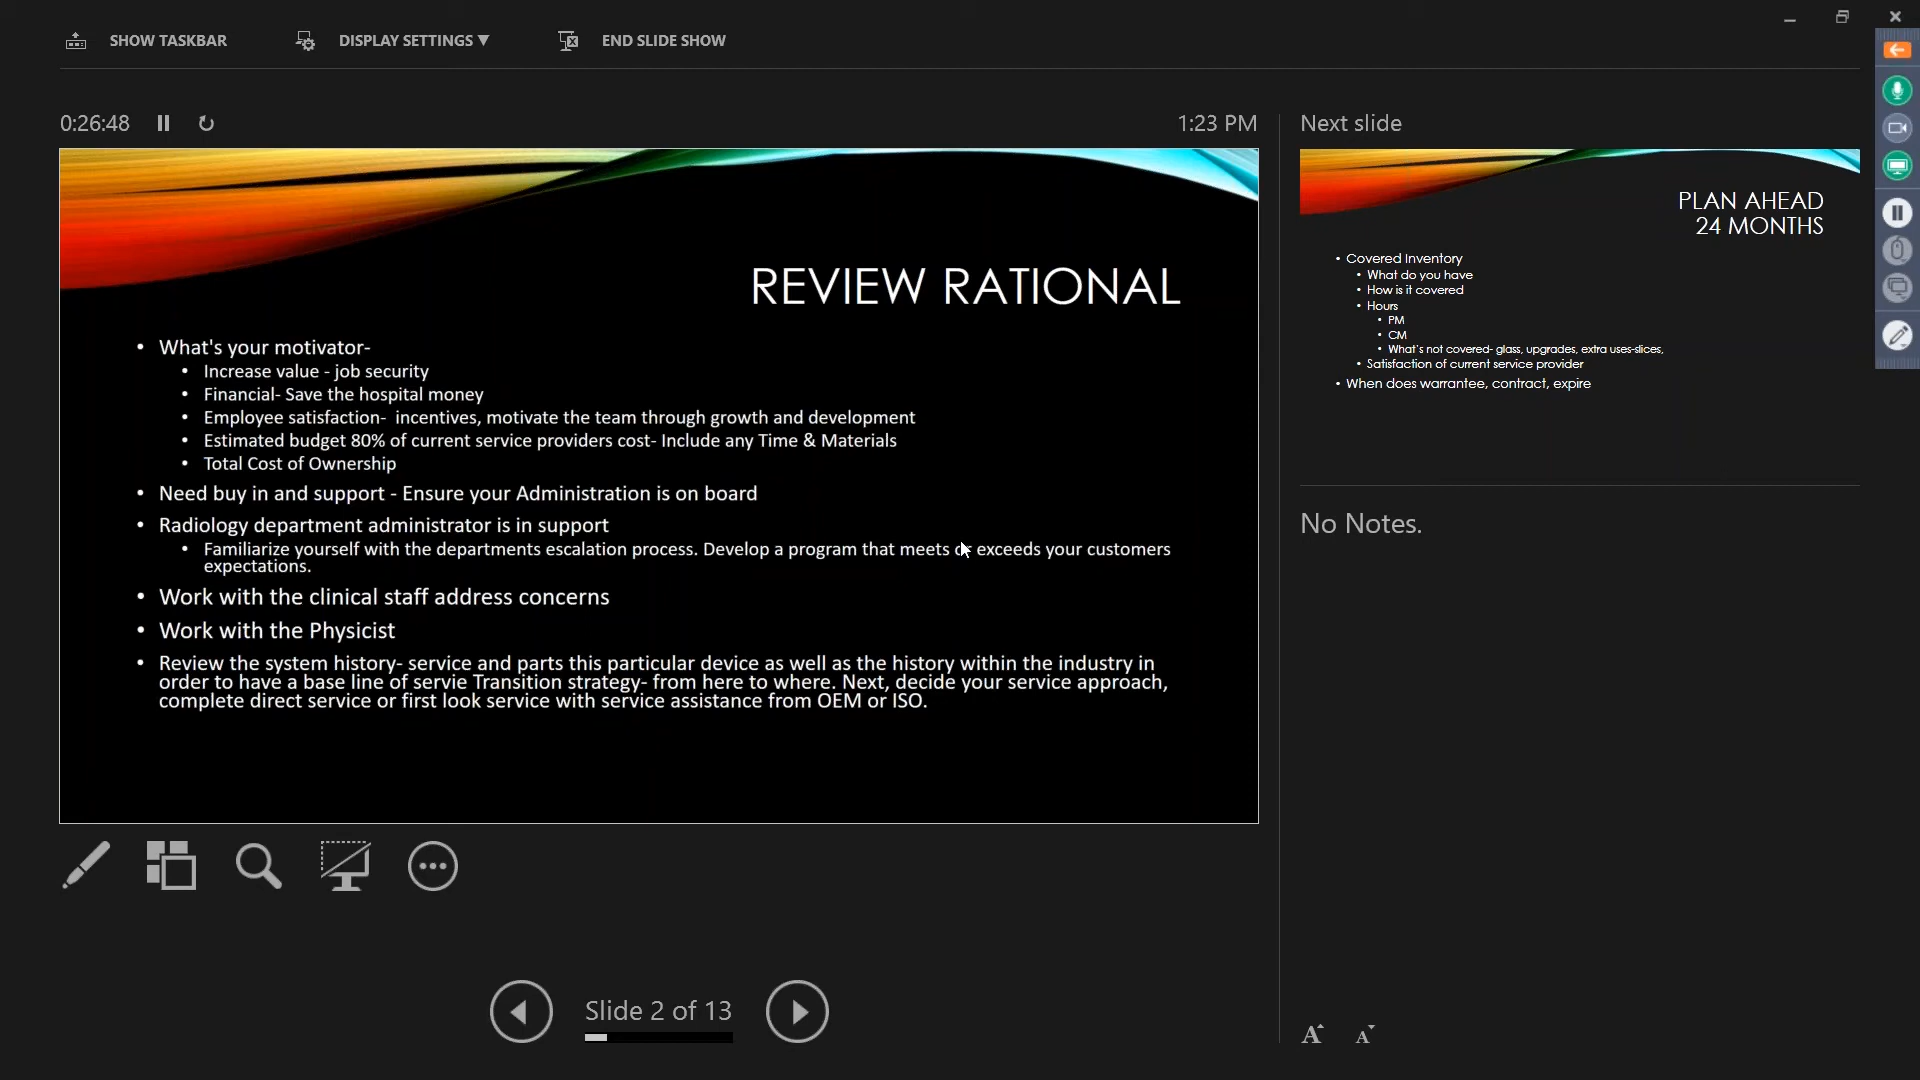 SHOW TASKBAR
DISPLAY SETTINGS ▼
END SLIDE SHOW
0:26:48
1:23 PM
REVIEW RATIONAL
• What's your motivator-
• Increase value - job security
• Financial- Save the hospital money
• Employee satisfaction- incentives, motivate the team through growth and development
• Estimated budget 80% of current service providers cost- Include any Time & Materials
• Total Cost of Ownership
• Need buy in and support - Ensure your Administration is on board
• Radiology department administrator is in support
• Familiarize yourself with the departments escalation process. Develop a program that meets or exceeds your customers
expectations.
• Work with the clinical staff address concerns
• Work with the Physicist
• Review the system history- service and parts this particular device as well as the history within the industry in
order to have a base line of servie Transition strategy- from here to where. Next, decide your service approach,
complete direct service or first look service with service assistance from OEM or ISO.
Slide 2 of 13
Next slide
PLAN AHEAD
24 MONTHS
• Covered Inventory
• What do you have
• How is it covered
• Hours
• PM
• CM
• What's not covered- glass, upgrades, extra uses-slices,
• Satisfaction of current service provider
• When does warrantee, contract, expire
No Notes.
A A